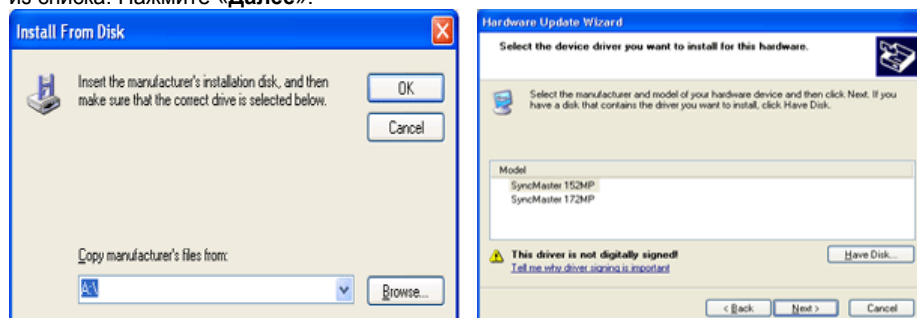 из списка. Нажмите «Далее».
Install From Disk
Insert the manufacturer's installation disk, and then
make sure that the correct drive is selected below.
OK
Cancel
Copy manufacturer's files from:
A:\
Browse...
Hardware Update Wizard
Select the device driver you want to install for this hardware.
Select the manufacturer and model of your hardware device and then click Next. If you
have a disk that contains the driver you want to install, click Have Disk.
Model
SyncMaster 152MP
SyncMaster 172MP
This driver is not digitally signed!
Tell me why driver signing is important
Have Disk...
< Back
Next >
Cancel